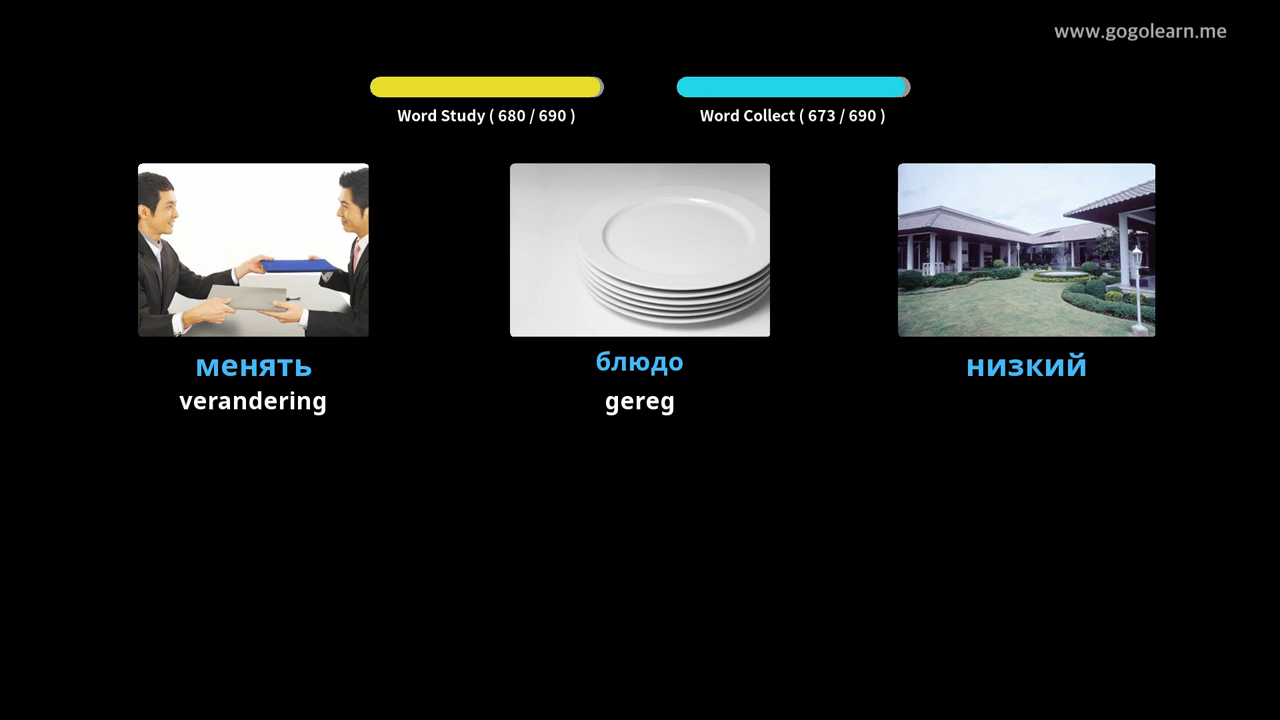 www.gogolearn.me
Word Study ( 680 / 690 )
Word Collect ( 673 / 690 )
менять
verandering
блюдо
gereg
низкий